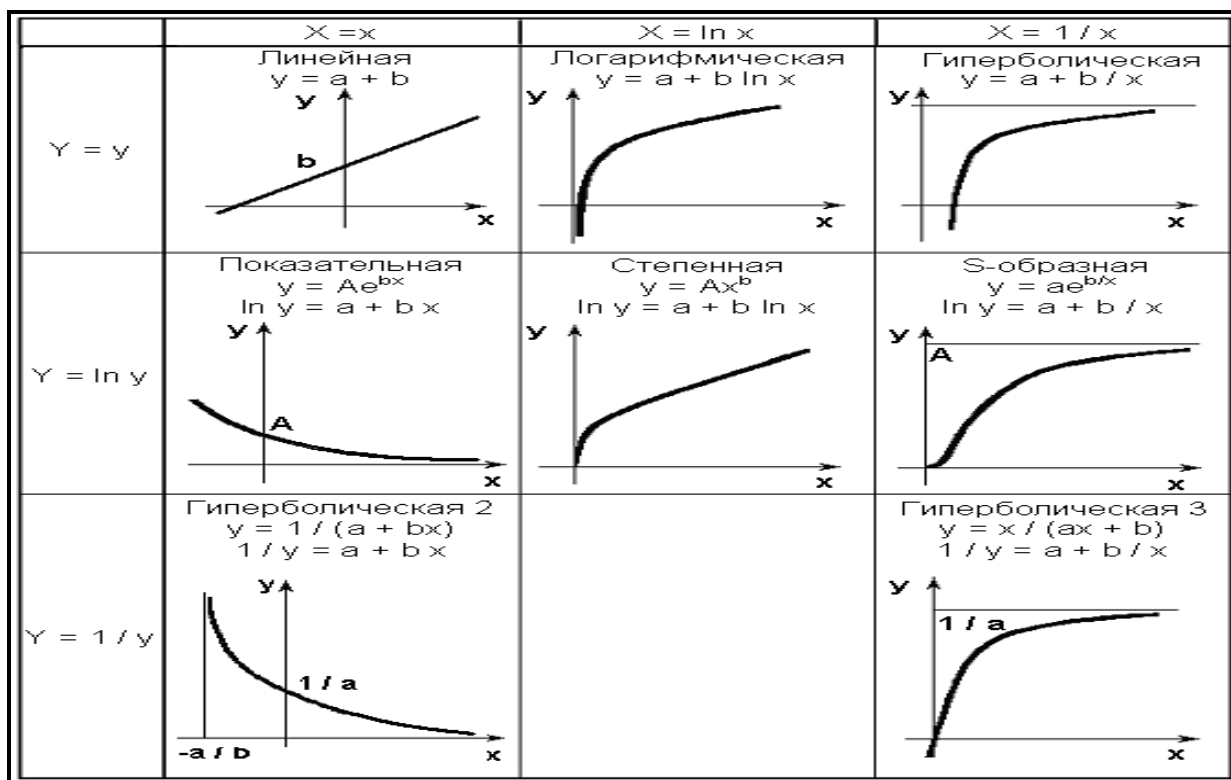 X =x
X = ln x
X = 1 / x
Y = y
Линейная
y = a + b
y
b
x
Логарифмическая
y = a + b ln x
y
x
Гиперболическая
y = a + b / x
y
x
Y = ln y
Показательная
y = Ae^bx
ln y = a + b x
y
A
x
Степенная
y = Ax^b
ln y = a + b ln x
y
x
S-образная
y = ae^b/x
ln y = a + b / x
y
A
x
Y = 1 / y
Гиперболическая 2
y = 1 / (a + bx)
1 / y = a + b x
y
1 / a
-a / b
x
Гиперболическая 3
y = x / (ax + b)
1 / y = a + b / x
y
1 / a
x